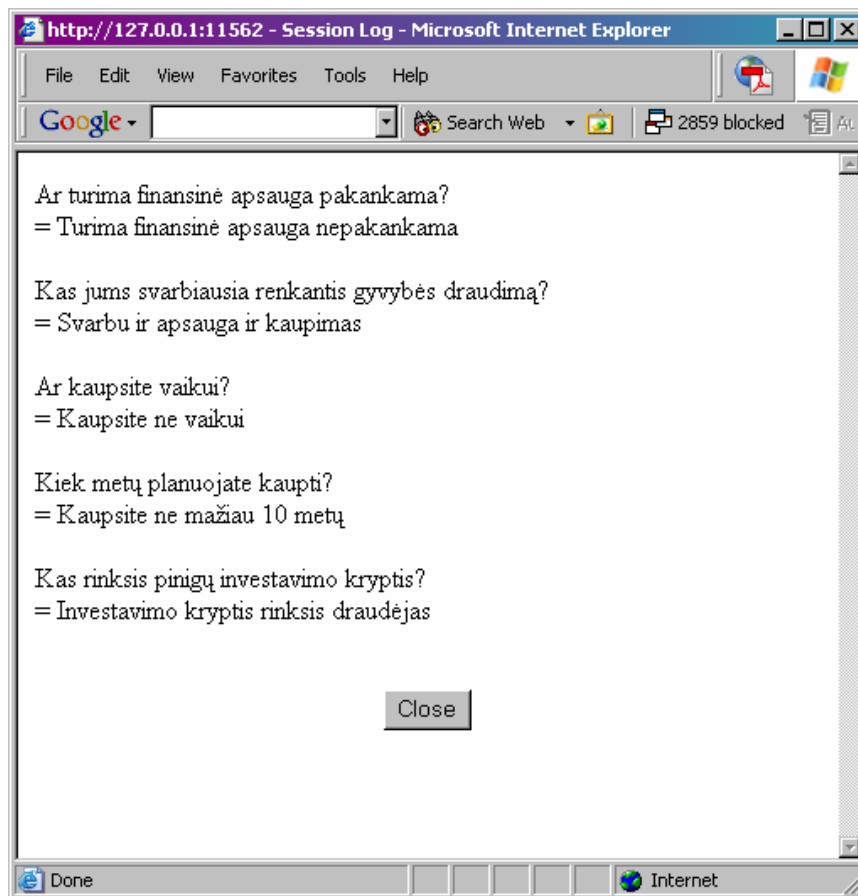 http://127.0.0.1:11562 - Session Log - Microsoft Internet Explorer
File Edit View Favorites Tools Help
Google Search Web 2859 blocked
Ar turima finansinė apsauga pakankama?
= Turima finansinė apsauga nepakankama
Kas jums svarbiausia renkantis gyvybės draudimą?
= Svarbu ir apsauga ir kaupimas
Ar kaupsite vaikui?
= Kaupsite ne vaikui
Kiek metų planuojate kaupti?
= Kaupsite ne mažiau 10 metų
Kas rinksis pinigų investavimo kryptis?
= Investavimo kryptis rinksis draudėjas
Close
Done Internet